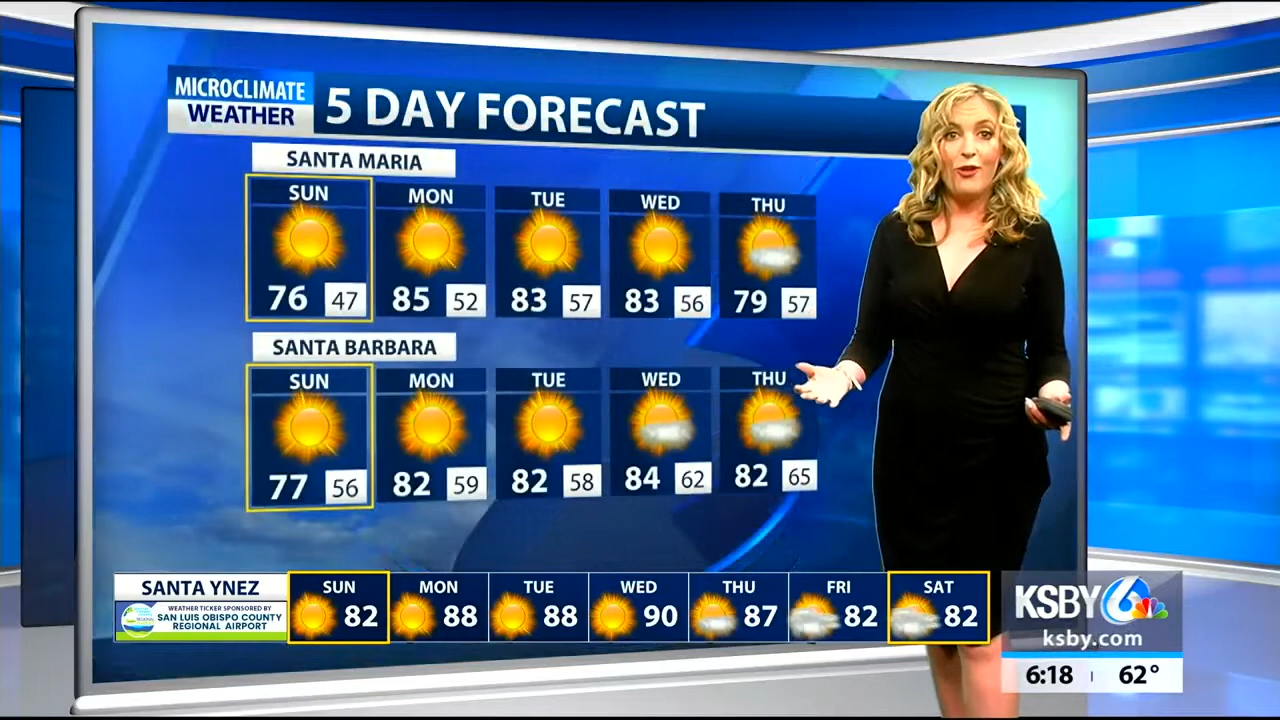 MICROCLIMATE
WEATHER
5 DAY FORECAST
SANTA MARIA
SUN MON TUE WED THU
76 47 85 52 83 57 83 56 79 57
SANTA BARBARA
SUN MON TUE WED THU
77 56 82 59 82 58 84 62 82 65
SANTA YNEZ
WEATHER TICKER SPONSORED BY
SAN LUIS OBISPO COUNTY
REGIONAL AIRPORT
SUN MON TUE WED THU FRI SAT
82 88 88 90 87 82 82
KSBY 6
ksby.com
6:18 62°